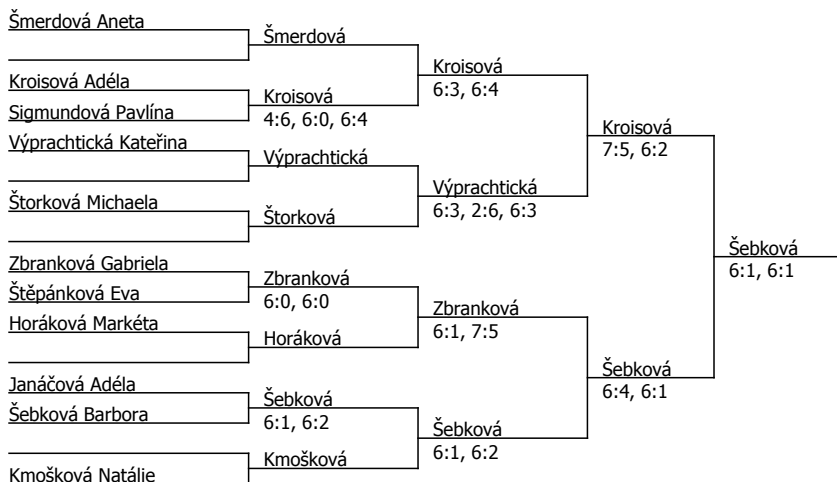 Šmerdová Aneta
Kroisová Adéla
Sigmundová Pavlína
Výprachtická Kateřina
Štorková Michaela
Zbranková Gabriela
Štěpánková Eva
Horáková Markéta
Janáčová Adéla
Šebková Barbora
Kmošková Natálie
Šmerdová
Kroisová
4:6, 6:0, 6:4
Výprachtická
Štorková
Zbranková
6:0, 6:0
Horáková
Šebková
6:1, 6:2
Kmošková
Kroisová
6:3, 6:4
Výprachtická
6:3, 2:6, 6:3
Zbranková
6:1, 7:5
Šebková
6:1, 6:2
Kroisová
7:5, 6:2
Šebková
6:4, 6:1
Šebková
6:1, 6:1